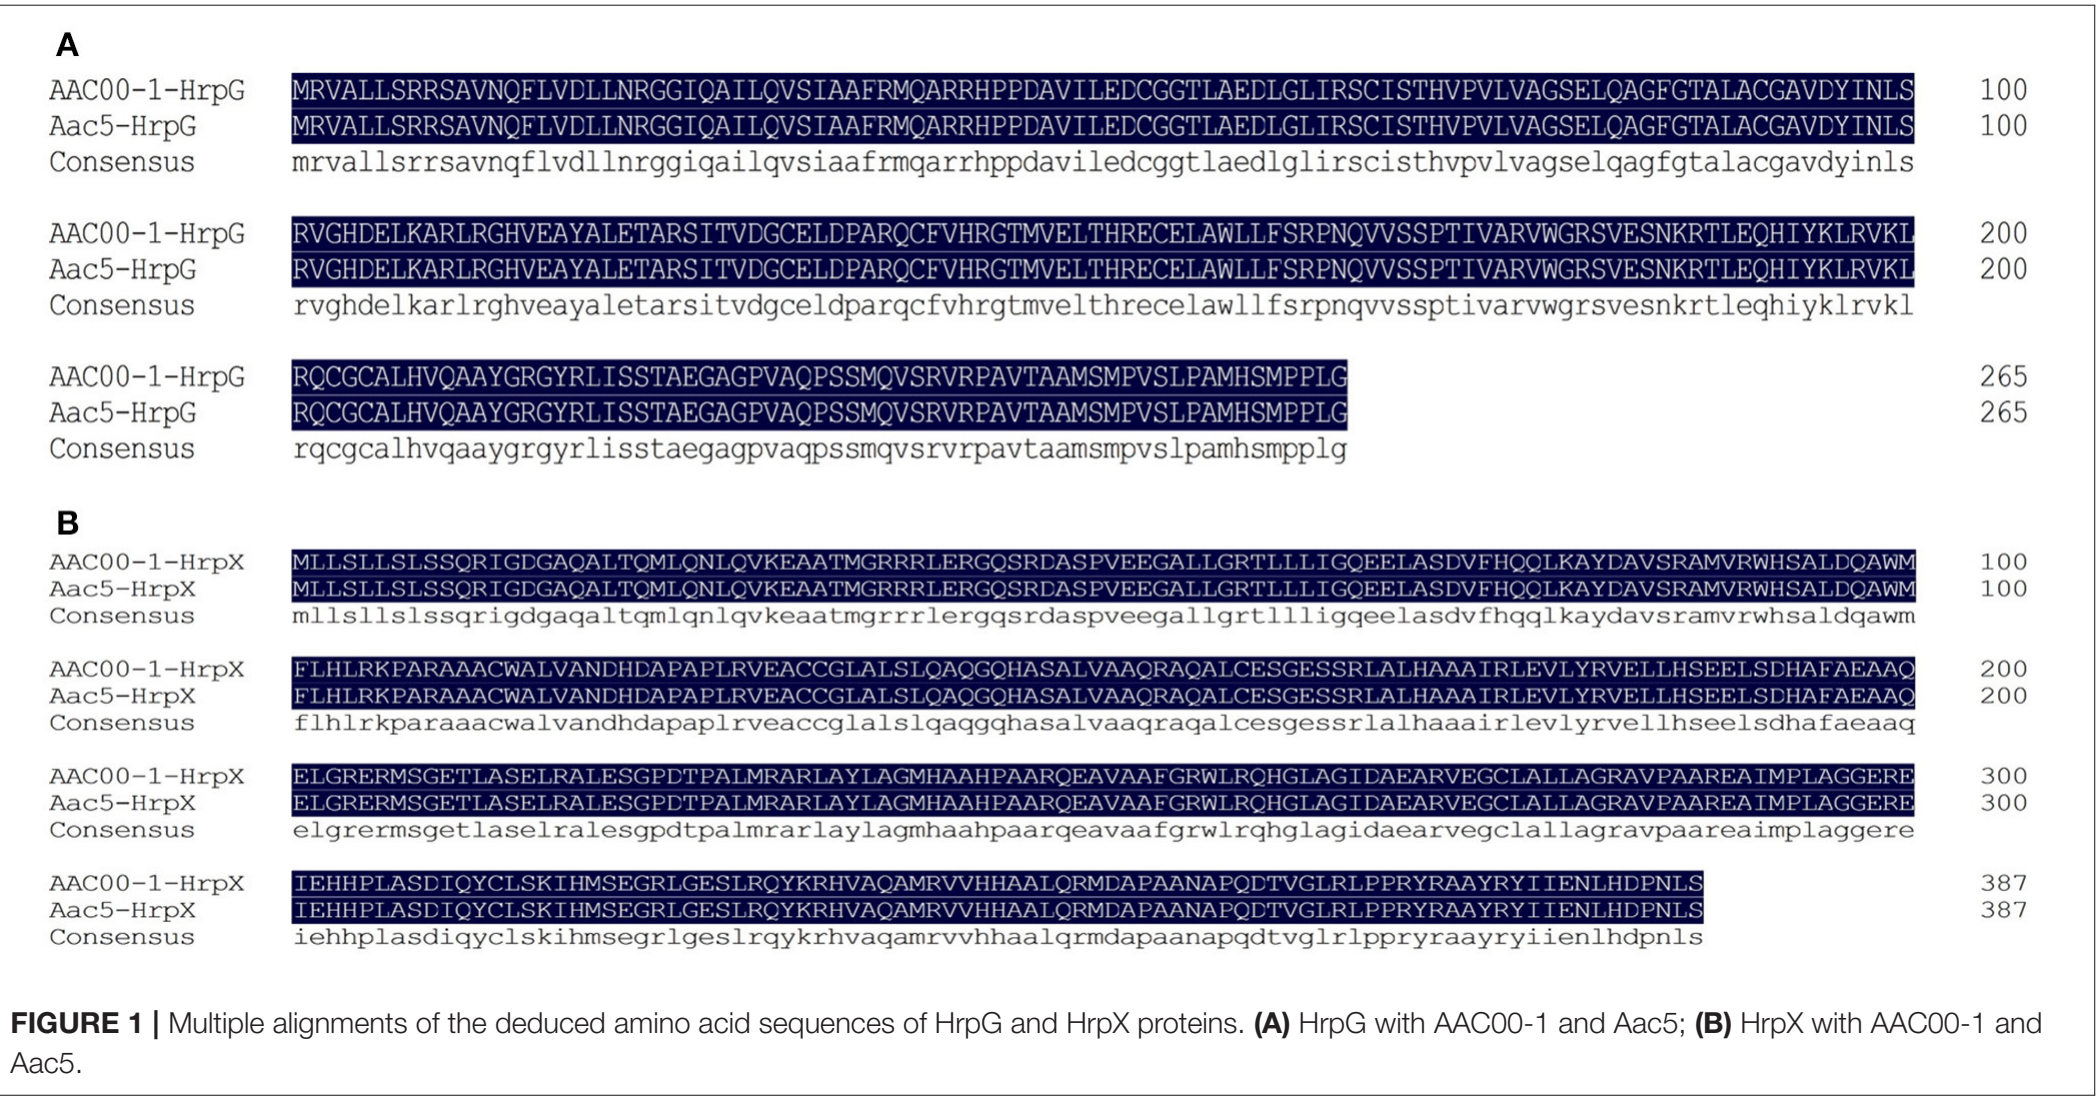 A
AAC00-1-HrpG MRVALLSRRSAVNQFLVDLLNRGGIQAILQVSIAAFRMQARRHPPDAVILEDCGGTLAEDLGLIRSCISTHVPVLVAGSELQAGFGTALACGAVDYINLS 100
Aac5-HrpG MRVALLSRRSAVNQFLVDLLNRGGIQAILQVSIAAFRMQARRHPPDAVILEDCGGTLAEDLGLIRSCISTHVPVLVAGSELQAGFGTALACGAVDYINLS 100
Consensus mrvallsrrsavnqflvdllnrggiqailqvsiaafrmqarrhppdaviledcggtlaedlglirscisthvpvlvagselqagfgtalacgavdyinls
AAC00-1-HrpG RVGHDELKARLRGHVEAYALETARSITVDGCELDPARQCFVHRGTMVELTHRECELAWLLFSRPNQVVSSPTIVARVWGRSVESNKRTLEQHIYKLRVKL 200
Aac5-HrpG RVGHDELKARLRGHVEAYALETARSITVDGCELDPARQCFVHRGTMVELTHRECELAWLLFSRPNQVVSSPTIVARVWGRSVESNKRTLEQHIYKLRVKL 200
Consensus rvghdelkarlrghveayaletarsitvdgceldparqcfvhrgtmvelthrecelawllfsrpnqvvssptivarvwgrsvesnkrtleqhiyklrvkl
AAC00-1-HrpG RQCGCALHVQAAYGRGYRLISSTAEGAGPVAQPSSMQVSRVRPAVTAAMSMPVSLPAMHSMPPLG 265
Aac5-HrpG RQCGCALHVQAAYGRGYRLISSTAEGAGPVAQPSSMQVSRVRPAVTAAMSMPVSLPAMHSMPPLG 265
Consensus rqcgcalhvqaaygrgyrlisstaegagpvaqpssmqvsrvrpavtaamsmpvslpamhsmpplg
B
AAC00-1-HrpX MLLSLLSLSSQRIGDGAQALTQMLQNLQVKEAATMGRRRLERGQSRDASPVEEGALLGRTLLLIGQEELASDVFHQQLKAYDAVSRAMVRWHSALDQAWM 100
Aac5-HrpX MLLSLLSLSSQRIGDGAQALTQMLQNLQVKEAATMGRRRLERGQSRDASPVEEGALLGRTLLLIGQEELASDVFHQQLKAYDAVSRAMVRWHSALDQAWM 100
Consensus mllsllslssqrigdgaqaltqmlqnlqvkeaatmgrrrlergqsrdaspveegallgrtllligqeelasdvfhqqlkaydavsramvrwhsaldqawm
AAC00-1-HrpX FLHLRKPARAAACWALVANDHDAPAPLRVEACCGLALSLQAQGQHASALVAAQRAQALCESGESSRLALHAAAIRLEVLYRVELLHSEELSDHAFAEAAQ 200
Aac5-HrpX FLHLRKPARAAACWALVANDHDAPAPLRVEACCGLALSLQAQGQHASALVAAQRAQALCESGESSRLALHAAAIRLEVLYRVELLHSEELSDHAFAEAAQ 200
Consensus flhlrkparaaacwalvandhdapaplrveaccglalslqaqgqhasalvaaqraqalcesgessrlalhaaairlevlyrvellhseelsdhafaeaaq
AAC00-1-HrpX ELGRERMSGETLASELRALESGPDTPALMRARLAYLAGMHAAHPAARQEAVAAFGRWLRQHGLAGIDAEARVEGCLALLAGRAVPAAREAIMPLAGGERE 300
Aac5-HrpX ELGRERMSGETLASELRALESGPDTPALMRARLAYLAGMHAAHPAARQEAVAAFGRWLRQHGLAGIDAEARVEGCLALLAGRAVPAAREAIMPLAGGERE 300
Consensus elgrermsgetlaselralesgpdtpalmrarlaylagmhaahpaarqeavaafgrwlrqhglagidaearvegclallagravpaareaimplaggere
AAC00-1-HrpX IEHHPLASDIQYCLSKIHMSEGRLGESLRQYKRHVAQAMRVVHHAALQRMDAPAANAPQDTVGLRLPPRYRAAYRYIIENLHDPNLS 387
Aac5-HrpX IEHHPLASDIQYCLSKIHMSEGRLGESLRQYKRHVAQAMRVVHHAALQRMDAPAANAPQDTVGLRLPPRYRAAYRYIIENLHDPNLS 387
Consensus iehhplasdiqyclskihmsegrlgeslrqykrhvaqamrvvhhaalqrmdapaanapqdtvglrlppryraayryiienlhdpnls
FIGURE 1 | Multiple alignments of the deduced amino acid sequences of HrpG and HrpX proteins. (A) HrpG with AAC00-1 and Aac5; (B) HrpX with AAC00-1 and
Aac5.